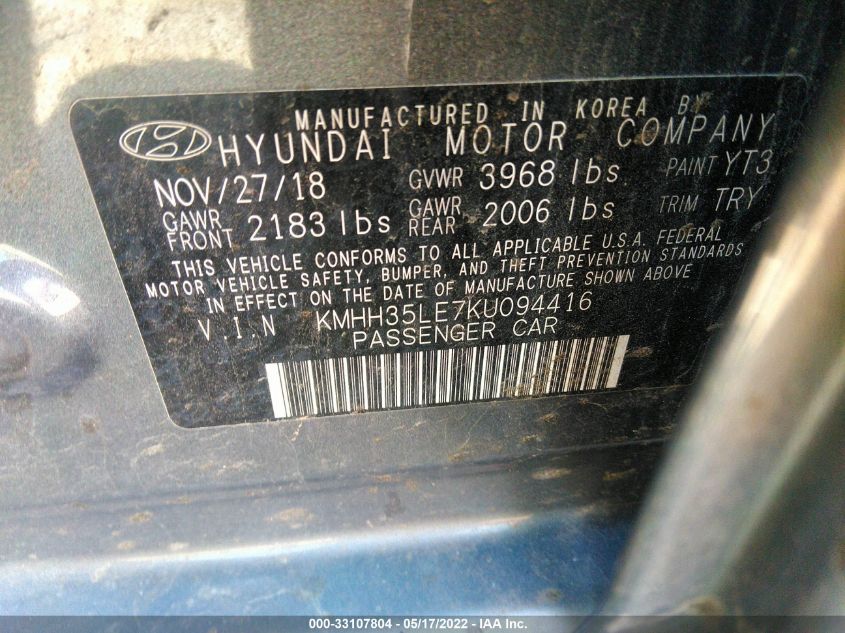 MANUFACTURED IN KOREA BY
HYUNDAI MOTOR COMPANY
NOV/27/18 GVWR 3968 lbs PAINT YT3
GAWR FRONT 2183 lbs GAWR REAR 2006 lbs TRIM TRY
THIS VEHICLE CONFORMS TO ALL APPLICABLE U.S.A. FEDERAL
MOTOR VEHICLE SAFETY, BUMPER, AND THEFT PREVENTION STANDARDS
IN EFFECT ON THE DATE OF MANUFACTURE SHOWN ABOVE
V.I.N KMHH35LE7KU094416
PASSENGER CAR
000-33107804 - 05/17/2022 - IAA Inc.